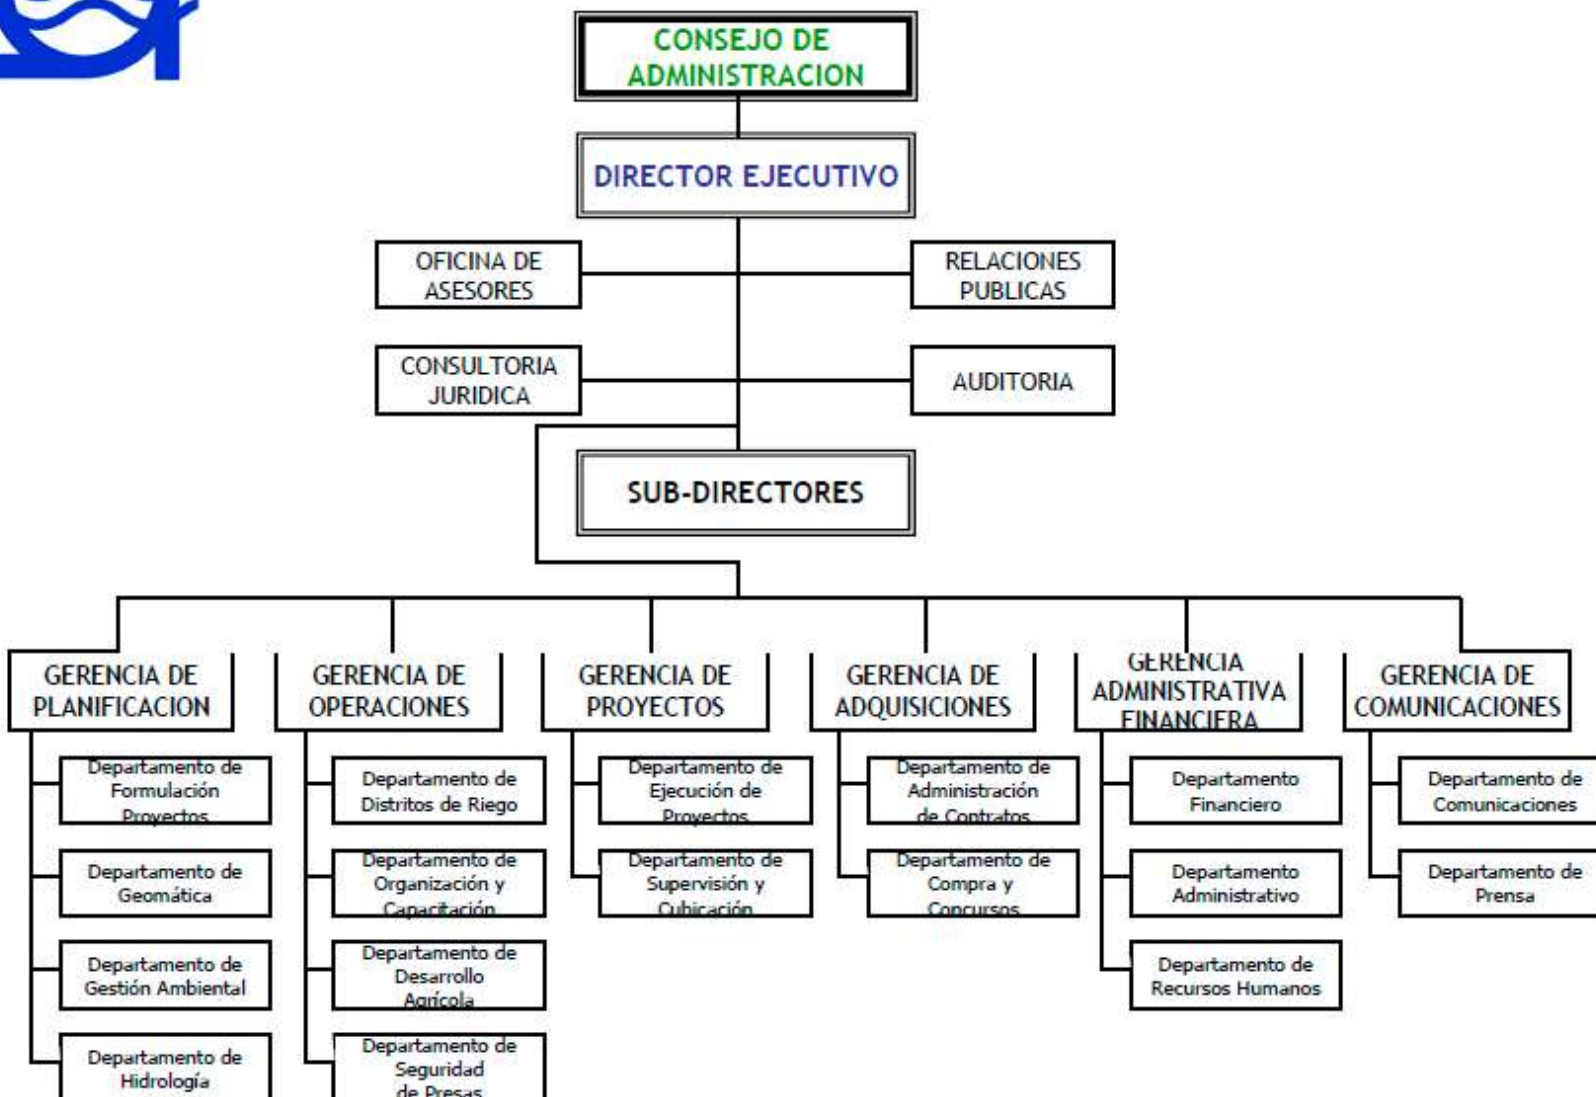 CONSEJO DE
ADMINISTRACION
DIRECTOR EJECUTIVO
OFICINA DE
ASESORES
RELACIONES
PUBLICAS
CONSULTORIA
JURIDICA
AUDITORIA
SUB-DIRECTORES
GERENCIA DE
PLANIFICACION
Departamento de
Formulación
Proyectos
Departamento de
Geomática
Departamento de
Gestión Ambiental
Departamento de
Hidrología
GERENCIA DE
OPERACIONES
Departamento de
Distritos de Riego
Departamento de
Organización y
Capacitación
Departamento de
Desarrollo
Agrícola
Departamento de
Seguridad
de Presas
GERENCIA DE
PROYECTOS
Departamento de
Ejecución de
Proyectos
Departamento de
Supervisión y
Cubicación
GERENCIA DE
ADQUISICIONES
Departamento de
Administración
de Contratos
Departamento de
Compra y
Concursos
GERENCIA
ADMINISTRATIVA
FINANCIERA
Departamento
Financiero
Departamento
Administrativo
Departamento de
Recursos Humanos
GERENCIA DE
COMUNICACIONES
Departamento de
Comunicaciones
Departamento de
Prensa